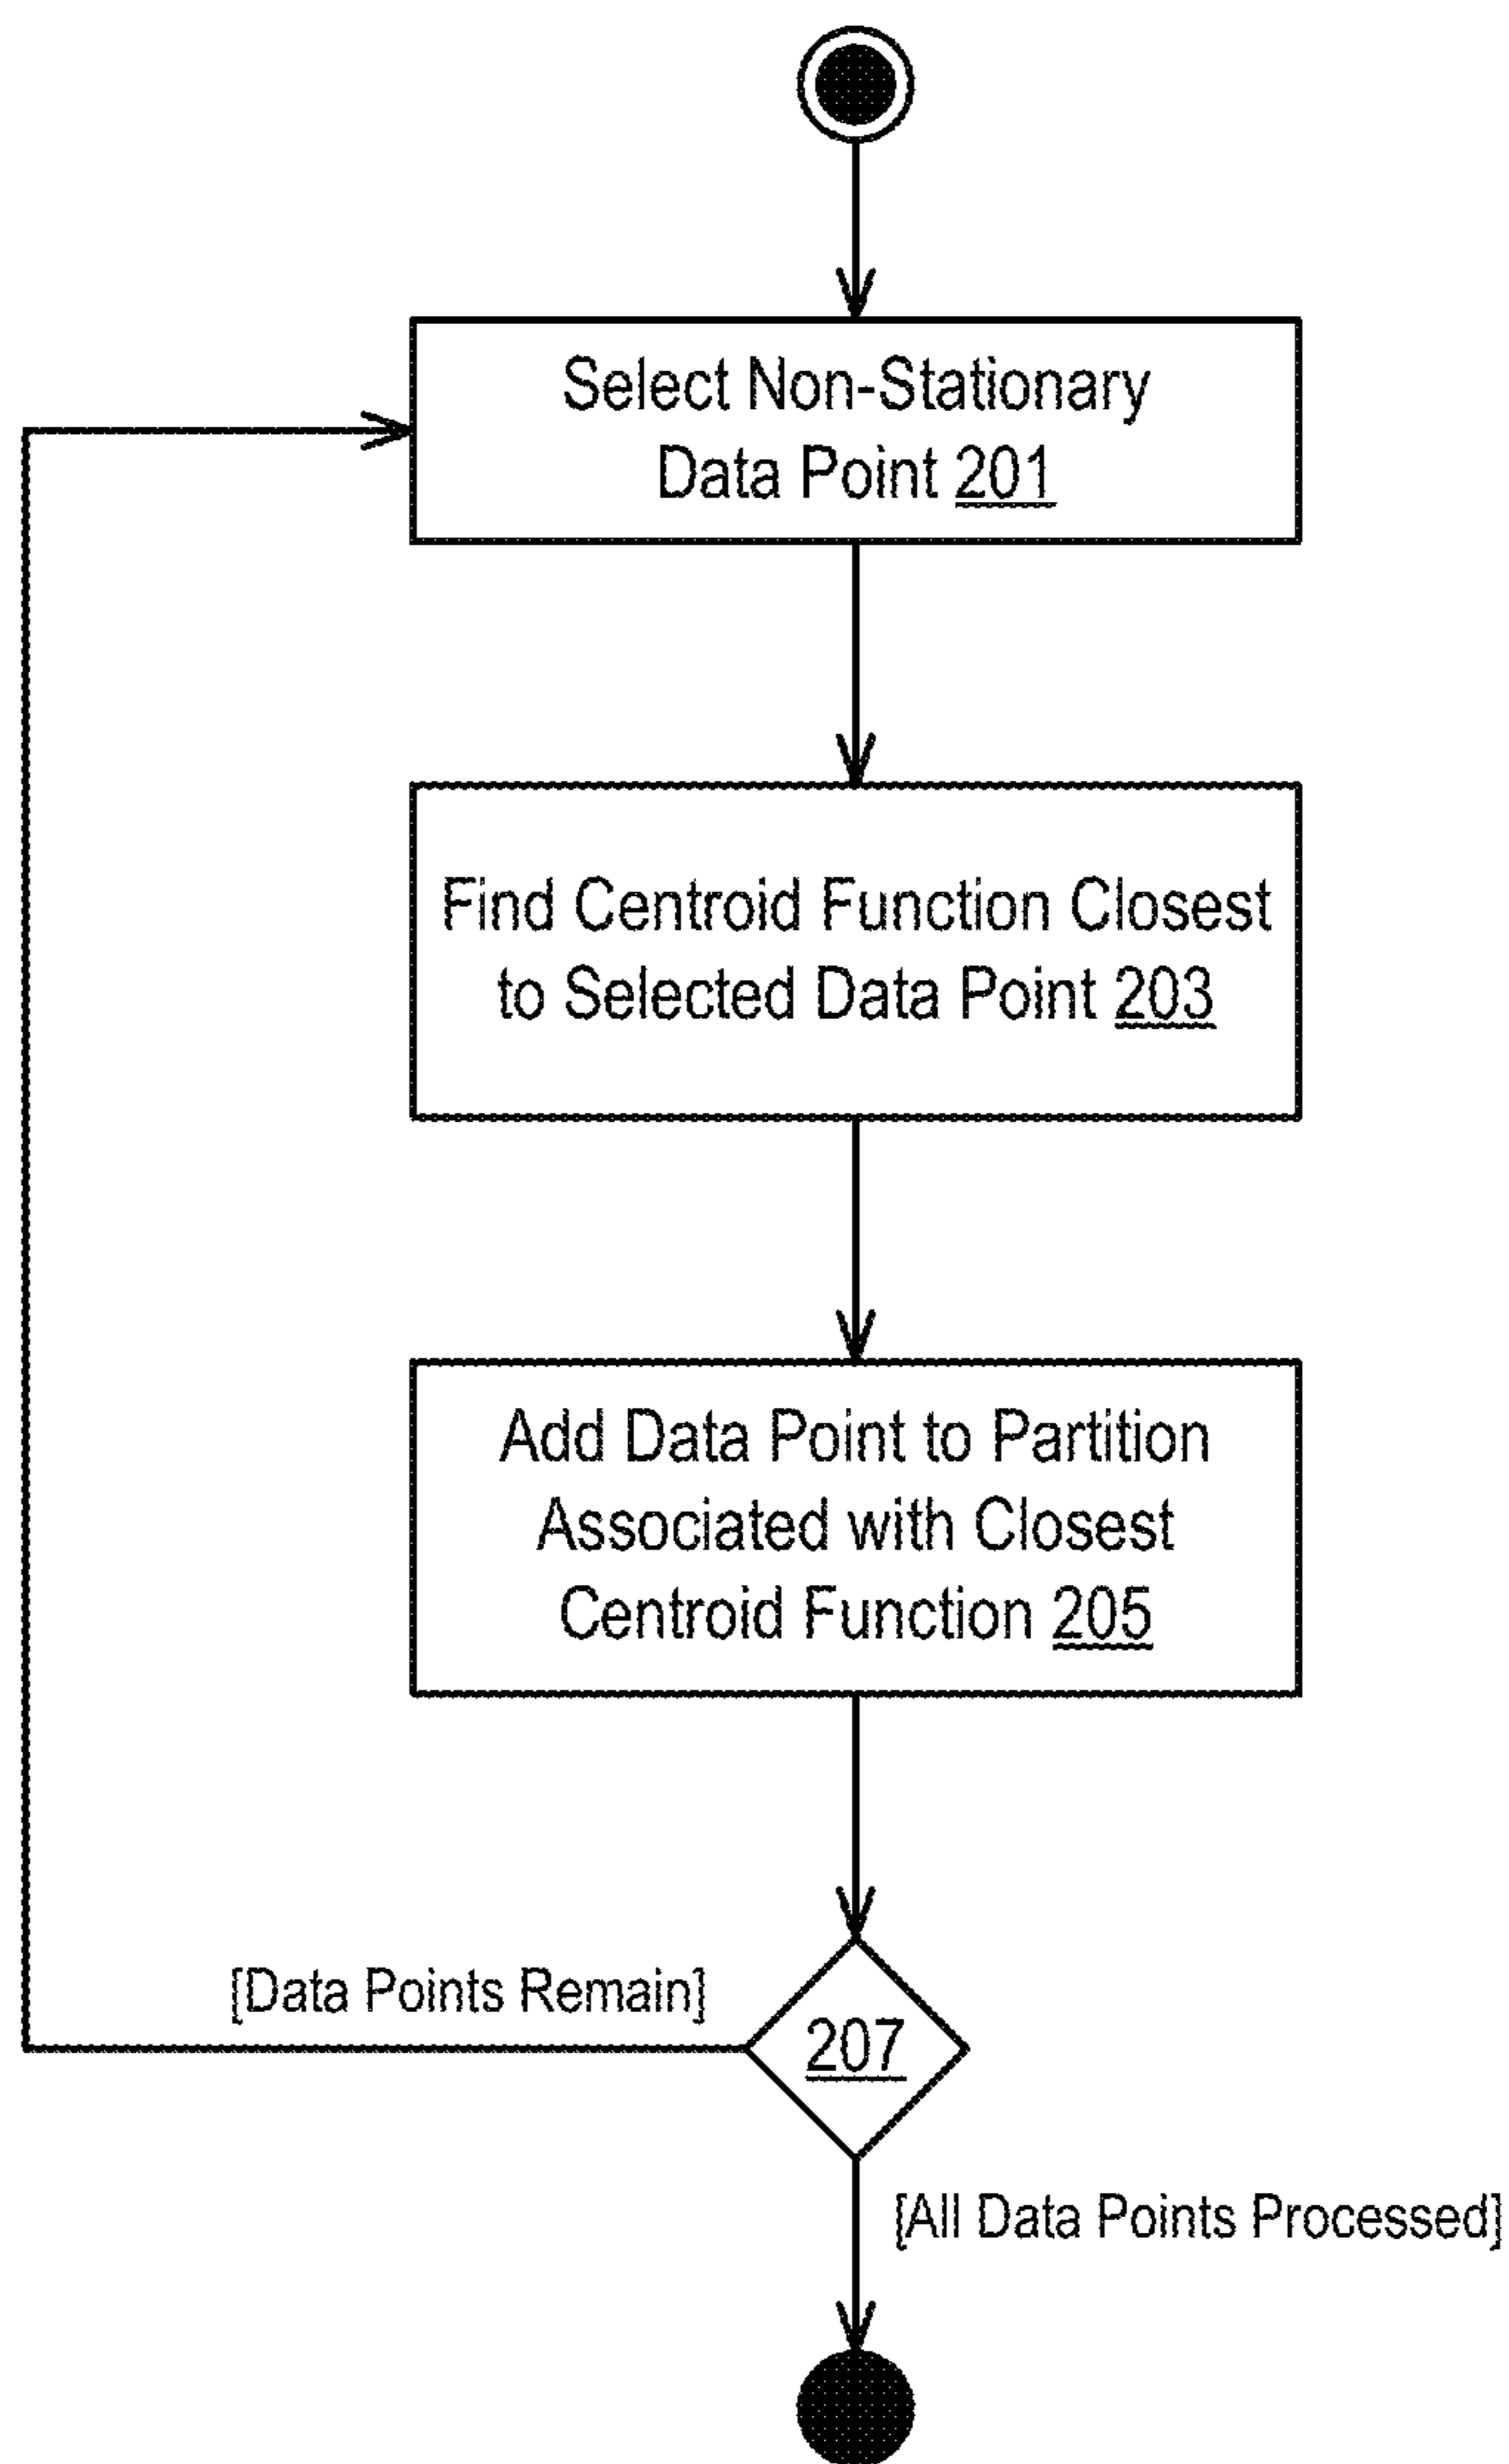 Select Non-Stationary
Data Point 201
Find Centroid Function Closest
to Selected Data Point 203
Add Data Point to Partition
Associated with Closest
Centroid Function 205
[Data Points Remain]
207
[All Data Points Processed]